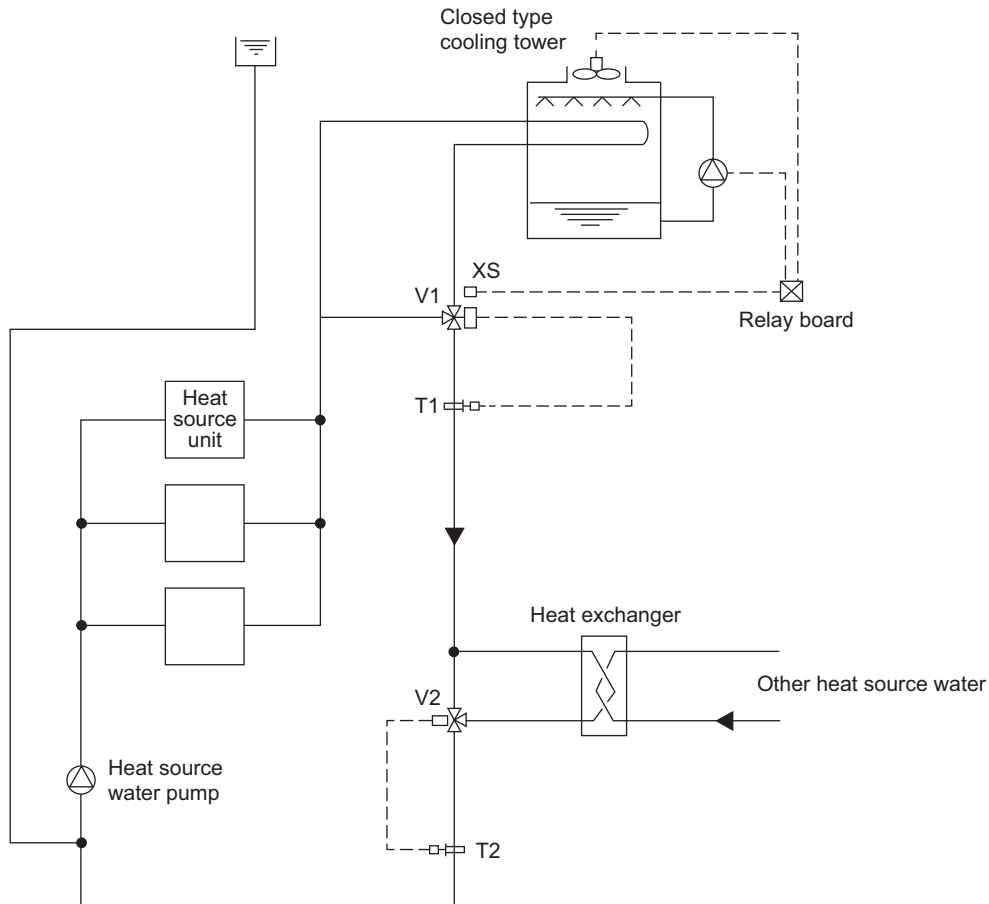 Closed type
cooling tower
XS
V1
Relay board
T1
Heat
source
unit
Heat exchanger
Other heat source water
V2
Heat source
water pump
T2